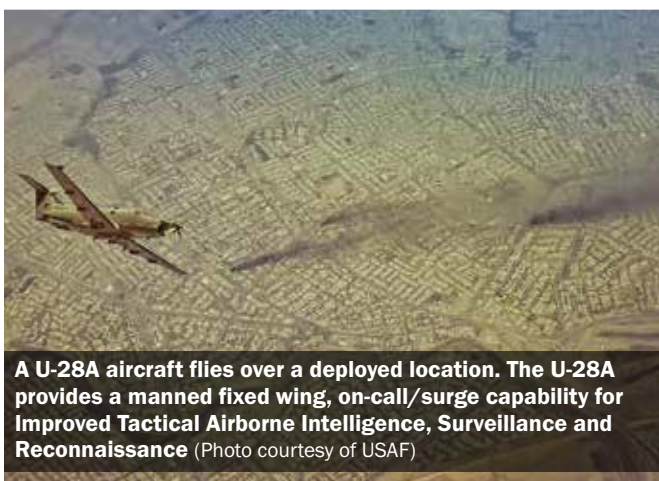 A U-28A aircraft flies over a deployed location. The U-28A
provides a manned fixed wing, on-call/surge capability for
Improved Tactical Airborne Intelligence, Surveillance and
Reconnaissance (Photo courtesy of USAF)